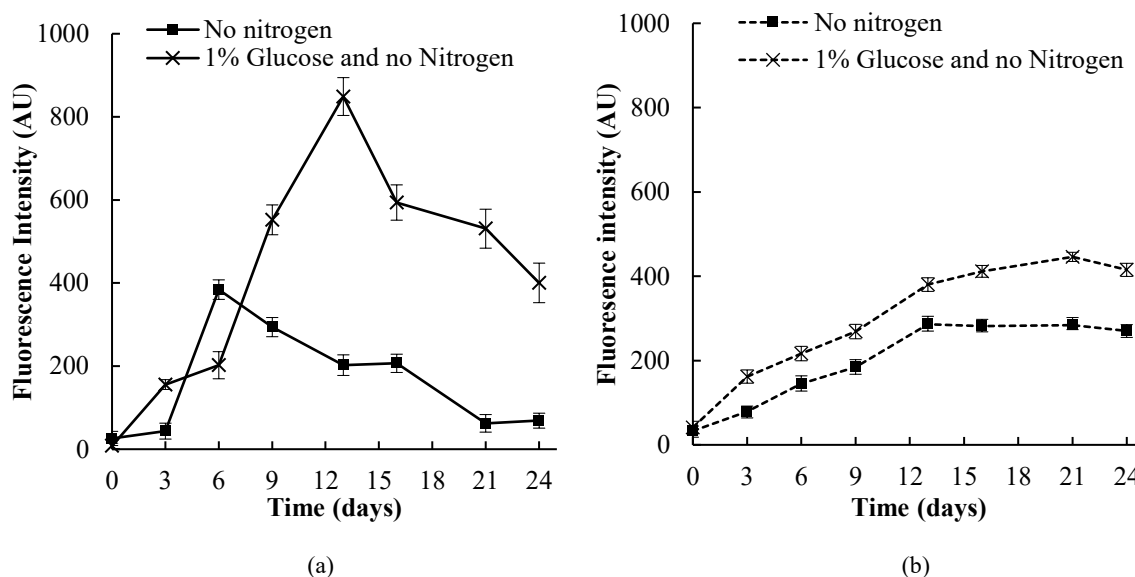 No nitrogen
1% Glucose and no Nitrogen
Fluorescence Intensity (AU)
1000
800
600
400
200
0
0 3 6 9 12 15 18 21 24
Time (days)
(a)
No nitrogen
1% Glucose and no Nitrogen
Fluoresence intensity (AU)
1000
800
600
400
200
0
0 3 6 9 12 15 18 21 24
Time (days)
(b)